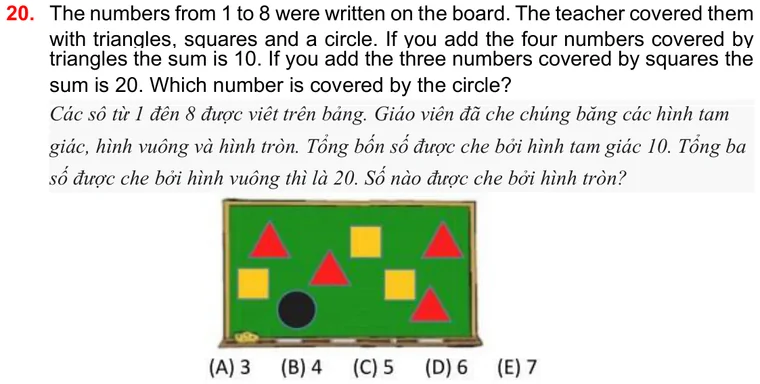 20. The numbers from 1 to 8 were written on the board. The teacher covered them
with triangles, squares and a circle. If you add the four numbers covered by
triangles the sum is 10. If you add the three numbers covered by squares the
sum is 20. Which number is covered by the circle?
Các số từ 1 đến 8 được viết trên bảng. Giáo viên đã che chúng bằng các hình tam
giác, hình vuông và hình tròn. Tổng bốn số được che bởi hình tam giác 10. Tổng ba
số được che bởi hình vuông thì là 20. Số nào được che bởi hình tròn?
(A) 3 (B) 4 (C) 5 (D) 6 (E) 7